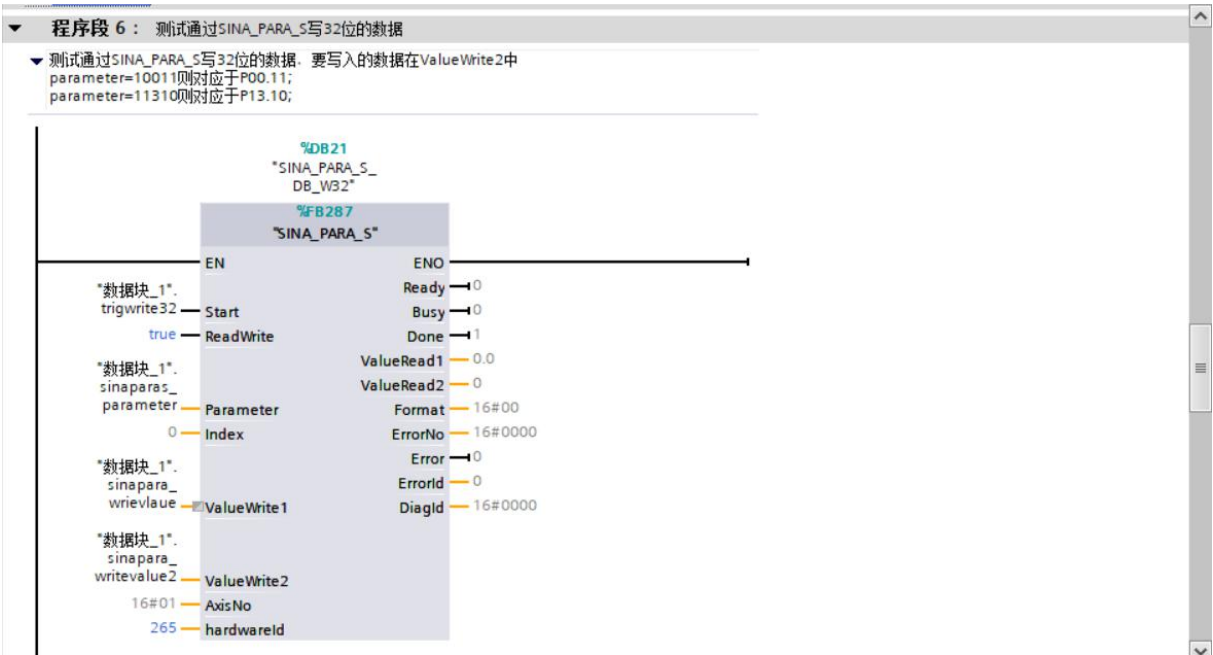 程序段 6： 测试通过SINA_PARA_S写32位的数据
测试通过SINA_PARA_S写32位的数据. 要写入的数据在ValueWrite2中
parameter=10011则对应于P00.11;
parameter=11310则对应于P13.10;
%DB21
"SINA_PARA_S_
DB_W32"
%FB287
"SINA_PARA_S"
EN ENO
Ready 0
"数据块_1".
trigwrite32 Start Busy 0
true ReadWrite Done 1
ValueRead1 0.0
"数据块_1".
sinaparas_ ValueRead2 0
parameter Parameter Format 16#00
0 Index ErrorNo 16#0000
Error 0
"数据块_1".
sinapara_ ErrorId 0
wrievlaue ValueWrite1 DiagId 16#0000
"数据块_1".
sinapara_
writevalue2 ValueWrite2
16#01 AxisNo
265 hardwareId